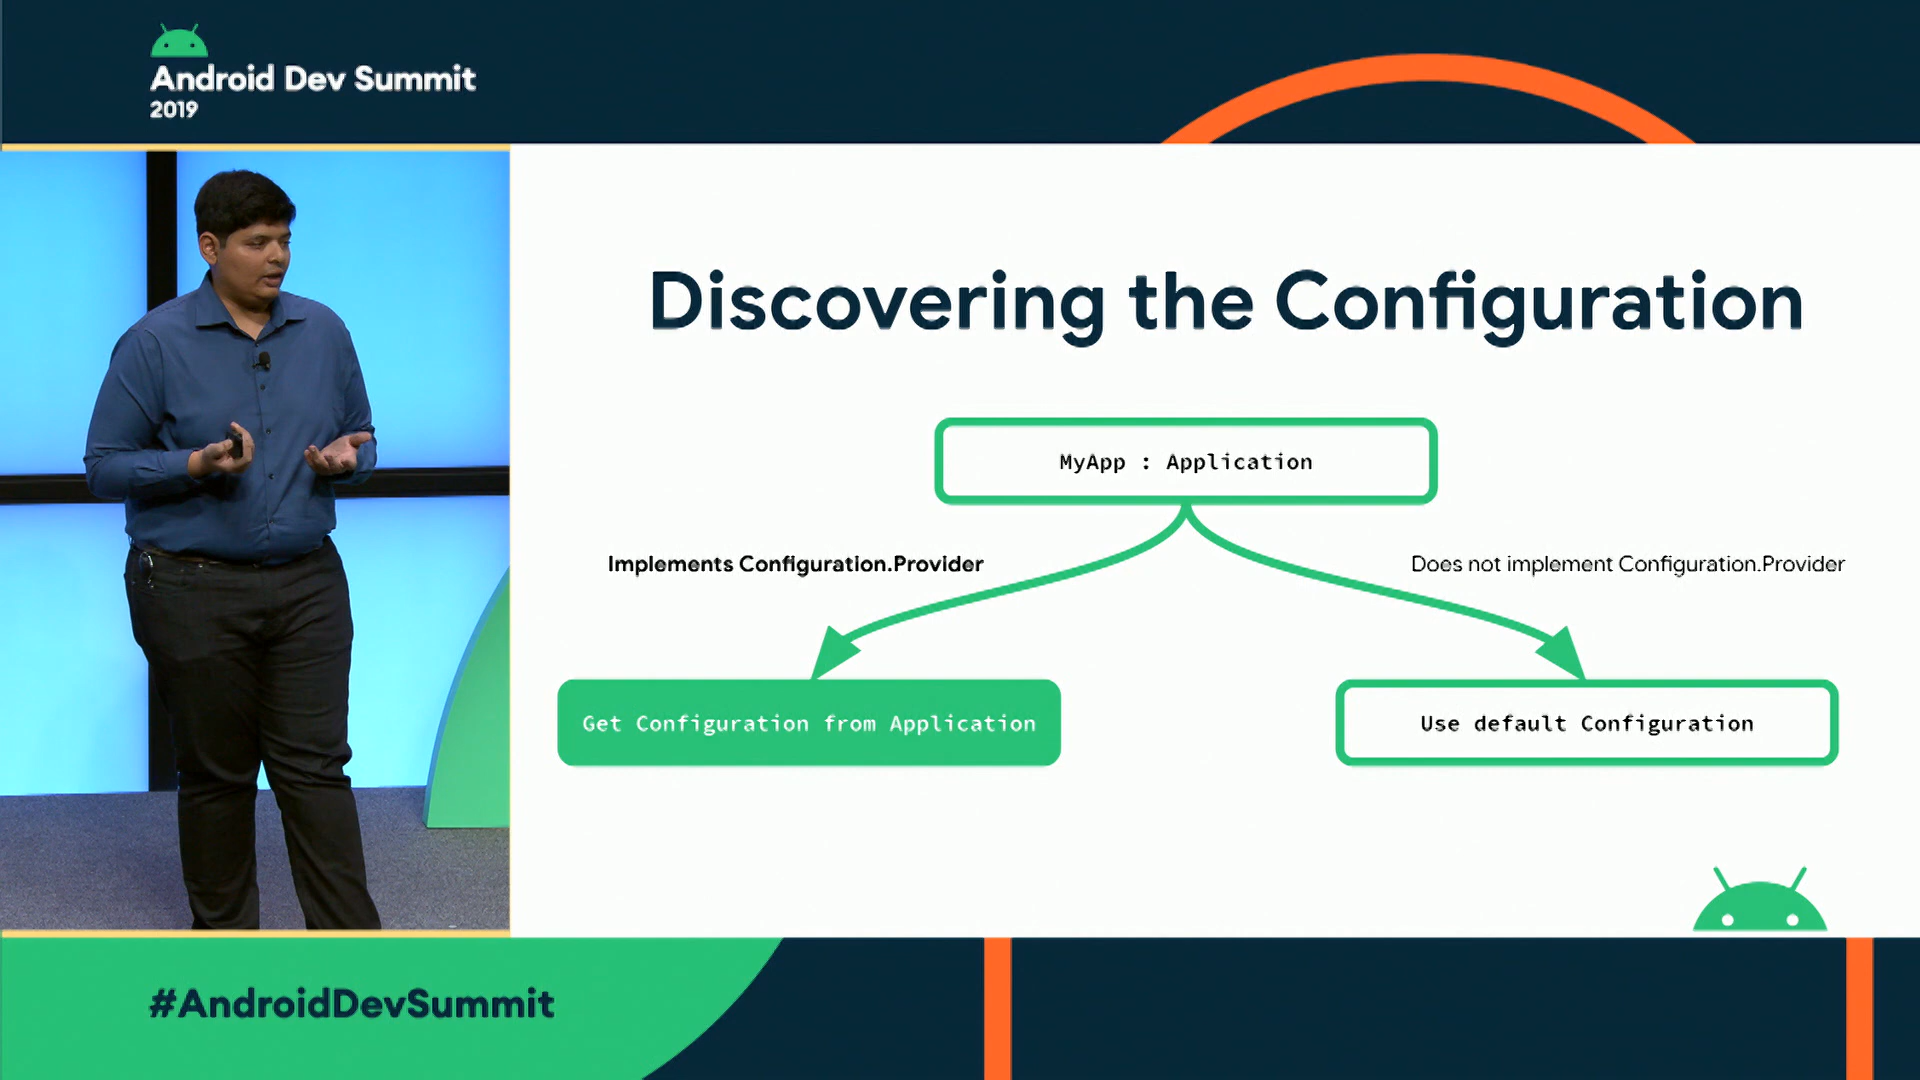 Android Dev Summit
2019
Discovering the Configuration
MyApp : Application
Implements Configuration.Provider
Does not implement Configuration.Provider
Get Configuration from Application
Use default Configuration
#AndroidDevSummit